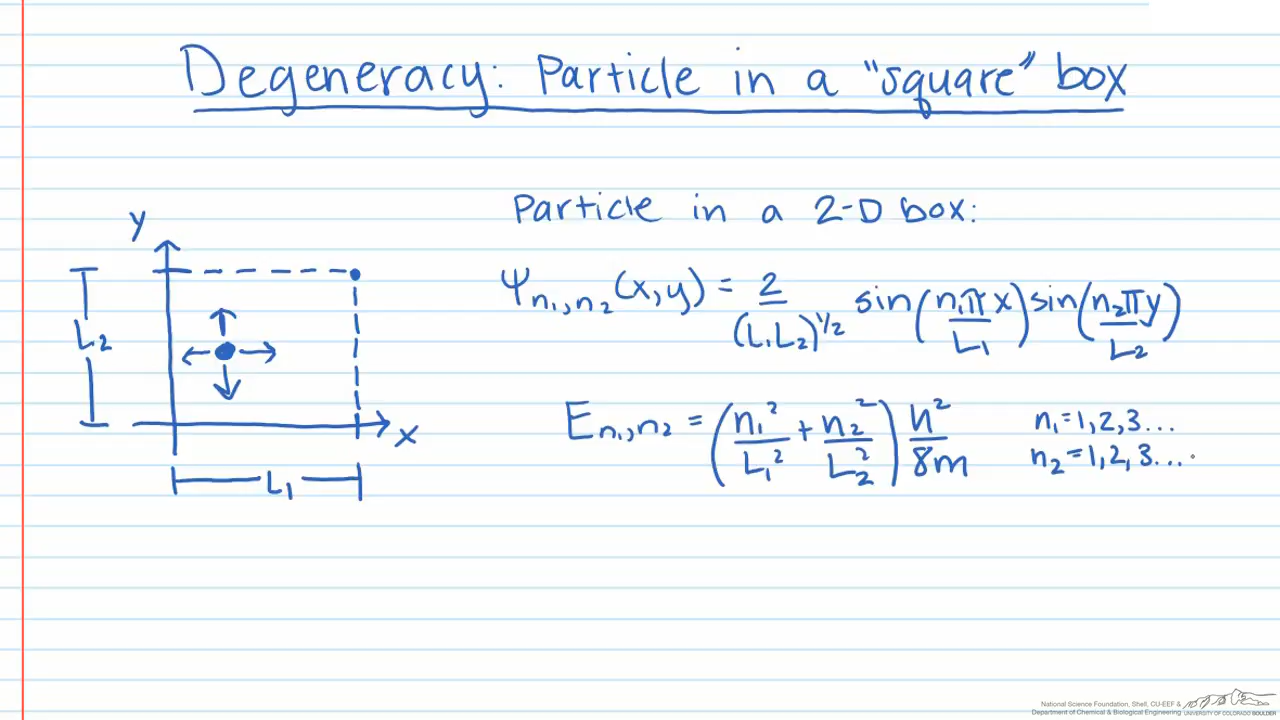 Degeneracy: Particle in a "square" box
Particle in a 2-D box:
y
L₂
x
L₁
Ψn₁,n₂(x,y) = 2/(L₁L₂)^1/2 sin(n₁πx/L₁) sin(n₂πy/L₂)
En₁,n₂ = (n₁²/L₁² + n₂²/L₂²) h²/8m
n₁=1,2,3...
n₂=1,2,3...
National Science Foundation, Shell, CU-EEF &
Department of Chemical & Biological Engineering UNIVERSITY OF COLORADO BOULDER